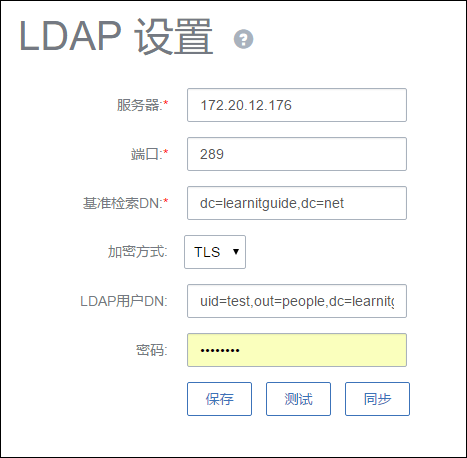 LDAP 设置 ?
服务器:* 172.20.12.176
端口:* 289
基准检索DN:* dc=learnitguide,dc=net
加密方式: TLS
LDAP用户DN: uid=test,out=people,dc=learnitg
密码: ••••••••
保存 测试 同步